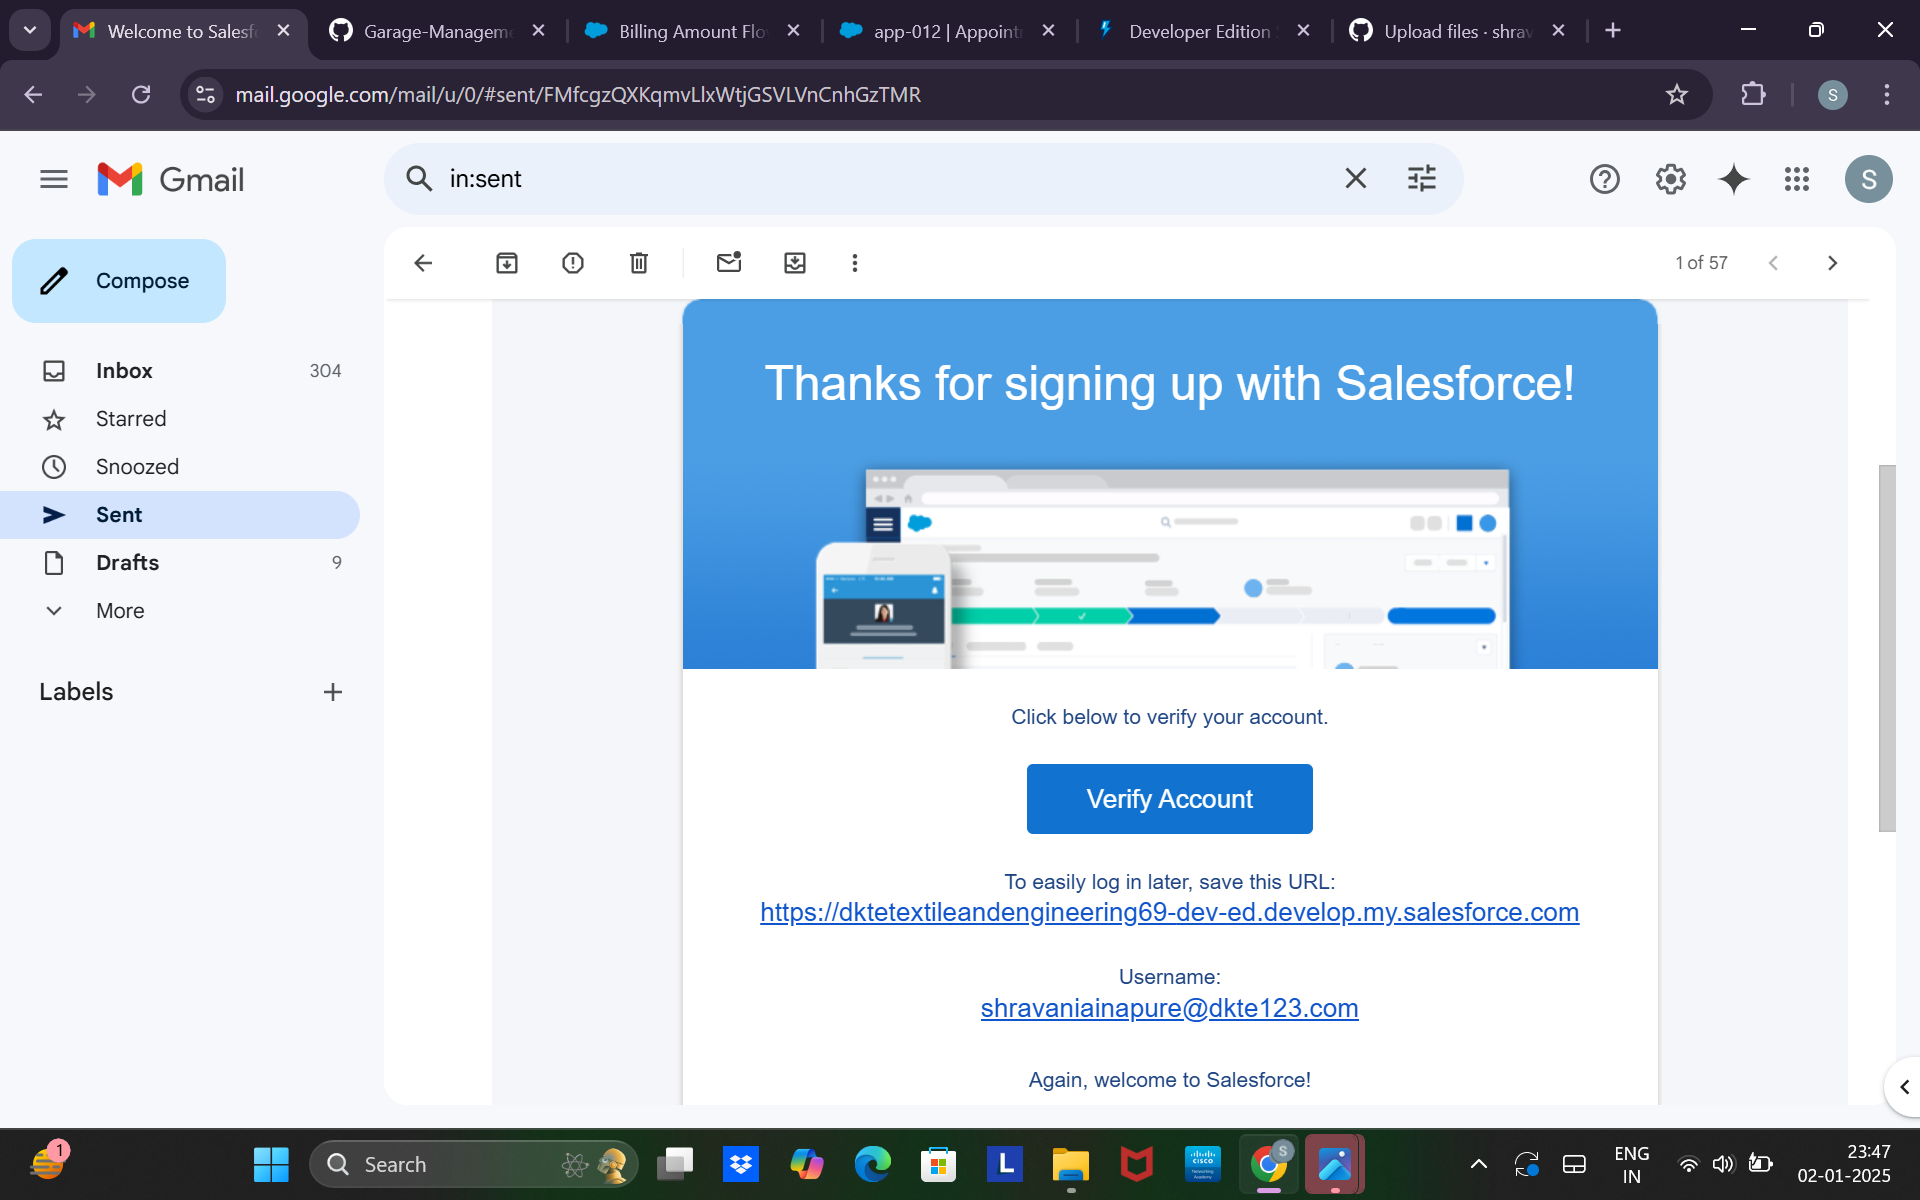 Welcome to Salesf
Garage-Managem
Billing Amount Flo
app-012 | Appoint
Developer Edition
Upload files · shrav
mail.google.com/mail/u/0/#sent/FMfcgzQXKqmvLlxWtjGSVLVnCnhGzTMR
S
Gmail
in:sent
S
Compose
1 of 57
Inbox 304
Starred
Snoozed
Sent
Drafts 9
More
Labels
Thanks for signing up with Salesforce!
Click below to verify your account.
Verify Account
To easily log in later, save this URL:
https://dktetextileandengineering69-dev-ed.develop.my.salesforce.com
Username:
shravaniainapure@dkte123.com
Again, welcome to Salesforce!
1
Search
L
CISCO
S
ENG
IN
23:47
02-01-2025